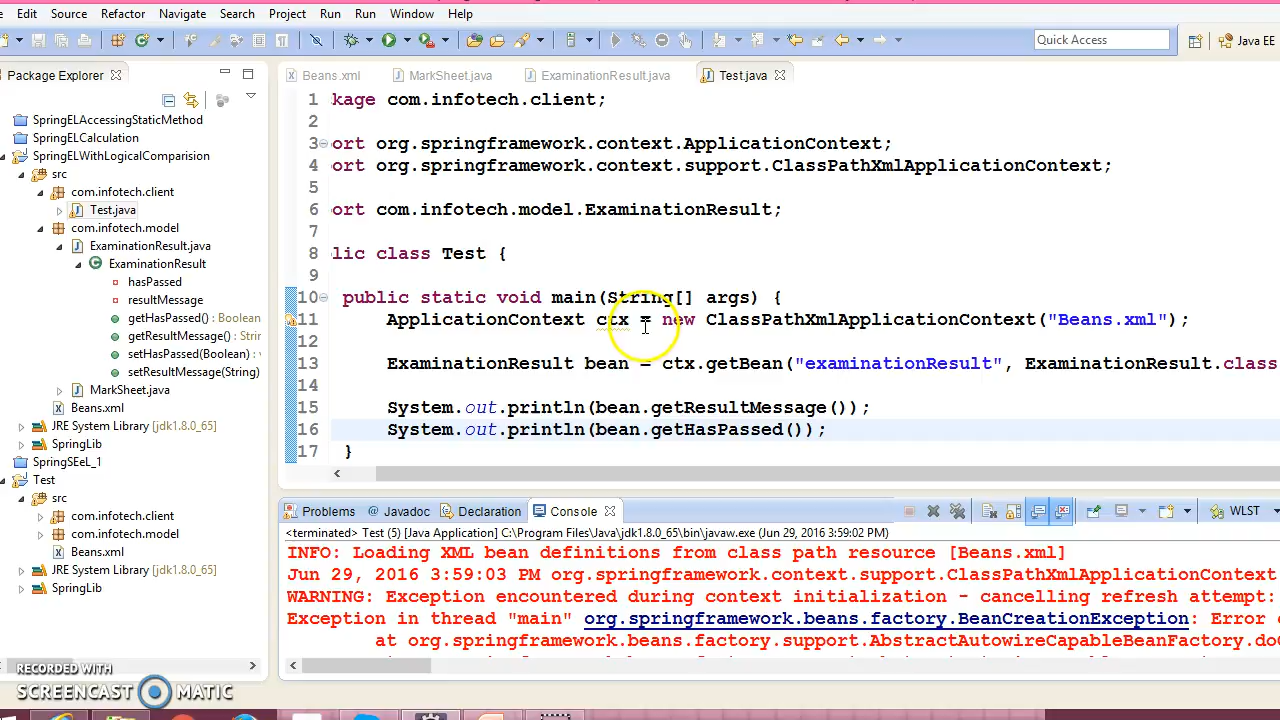 Edit Source Refactor Navigate Search Project Run Run Window Help
Quick Access
Java EE
Package Explorer
SpringELAccessingStaticMethod
SpringELCalculation
SpringELWithLogicalComparision
src
com.infotech.client
Test.java
com.infotech.model
ExaminationResult.java
ExaminationResult
hasPassed
resultMessage
getHasPassed() : Boolean
getResultMessage() : String
setHasPassed(Boolean) : v
setResultMessage(String)
MarkSheet.java
Beans.xml
JRE System Library [jdk1.8.0_65]
SpringLib
SpringSEeL_1
Test
src
com.infotech.client
com.infotech.model
Beans.xml
JRE System Library [jdk1.8.0_65]
SpringLib
Beans.xml MarkSheet.java ExaminationResult.java Test.java
1 kage com.infotech.client;
2
3 ort org.springframework.context.ApplicationContext;
4 ort org.springframework.context.support.ClassPathXmlApplicationContext;
5
6 ort com.infotech.model.ExaminationResult;
7
8 lic class Test {
9
10 public static void main(String[] args) {
11 ApplicationContext ctx = new ClassPathXmlApplicationContext("Beans.xml");
12
13 ExaminationResult bean = ctx.getBean("examinationResult", ExaminationResult.class
14
15 System.out.println(bean.getResultMessage());
16 System.out.println(bean.getHasPassed());
17 }
Problems @ Javadoc Declaration Console
WLST
<terminated> Test (5) [Java Application] C:\Program Files\Java\jdk1.8.0_65\bin\javaw.exe (Jun 29, 2016 3:59:02 PM)
INFO: Loading XML bean definitions from class path resource [Beans.xml]
Jun 29, 2016 3:59:03 PM org.springframework.context.support.ClassPathXmlApplicationContext
WARNING: Exception encountered during context initialization - cancelling refresh attempt:
Exception in thread "main" org.springframework.beans.factory.BeanCreationException: Error c
at org.springframework.beans.factory.support.AbstractAutowireCapableBeanFactory.doC
RECORDED WITH
SCREENCAST MATIC